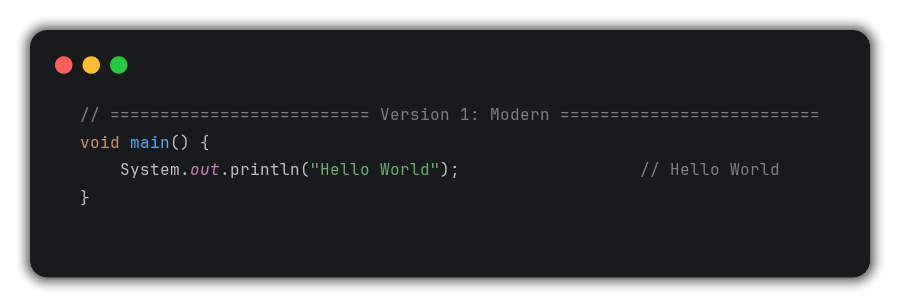 // ========================== Version 1: Modern ==========================
void main() {
    System.out.println("Hello World");                  // Hello World
}